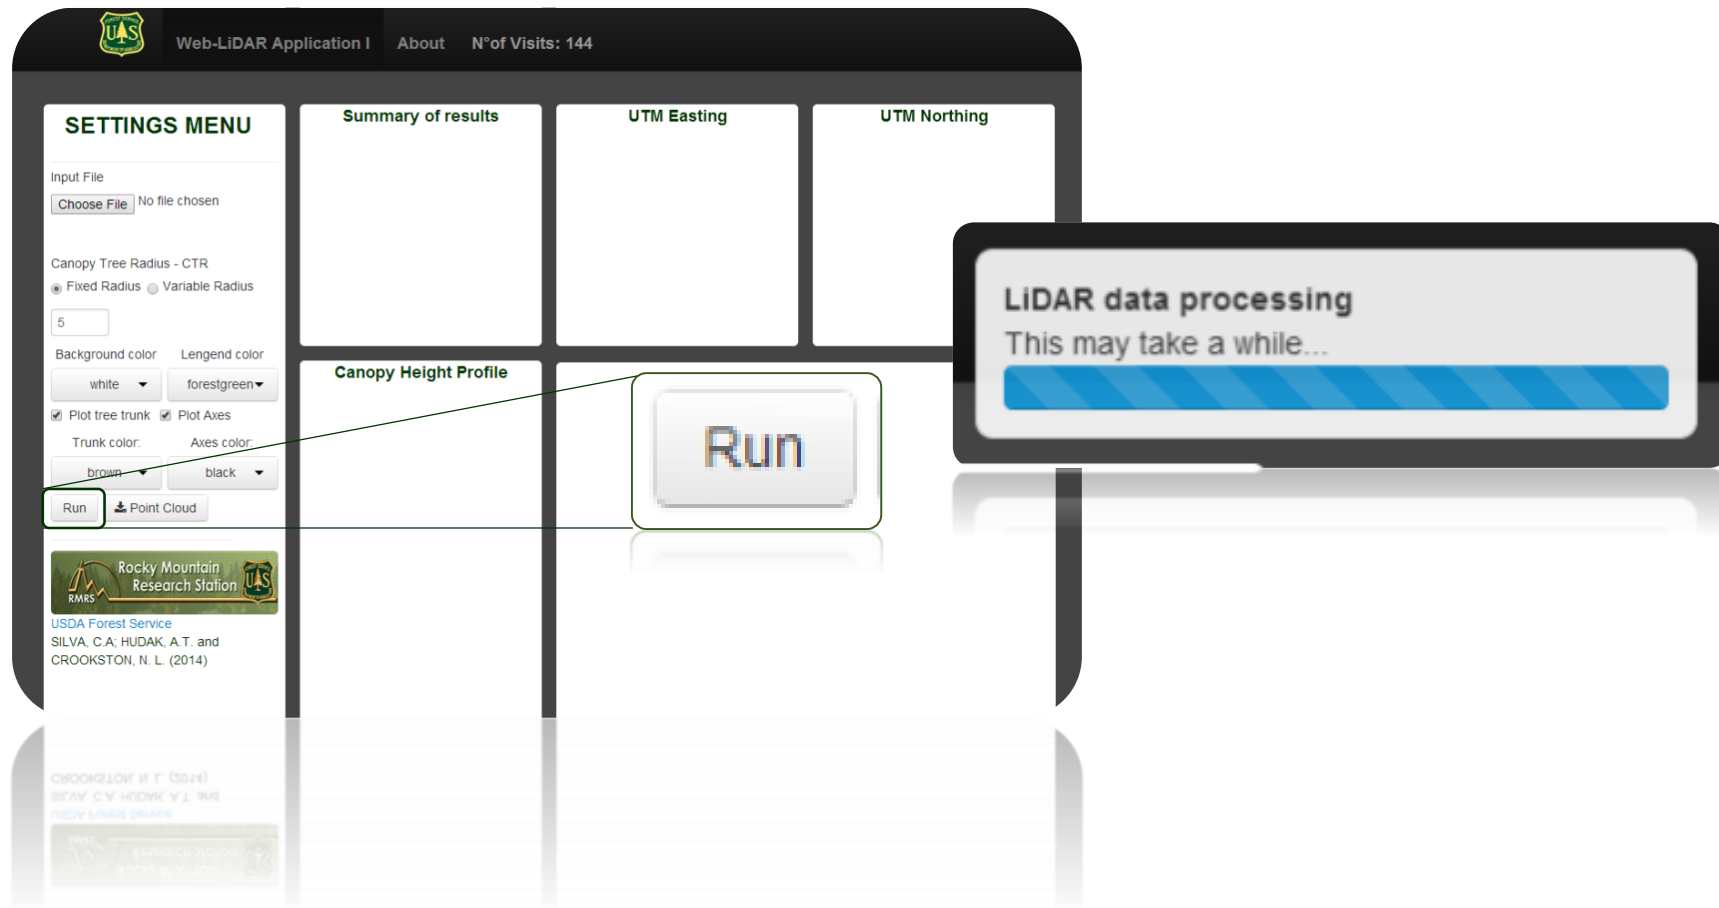 Web-LiDAR Application I About N°of Visits: 144
SETTINGS MENU
Input File
Choose File No file chosen
Canopy Tree Radius - CTR
Fixed Radius Variable Radius
5
Background color Lengend color
white forestgreen
Plot tree trunk Plot Axes
Trunk color: Axes color:
brown black
Run Point Cloud
Rocky Mountain
Research Station
RMRS
UAS
USDA Forest Service
SILVA, C.A; HUDAK, A.T. and
CROOKSTON, N. L. (2014)
Summary of results
UTM Easting
UTM Northing
Canopy Height Profile
Run
LiDAR data processing
This may take a while...